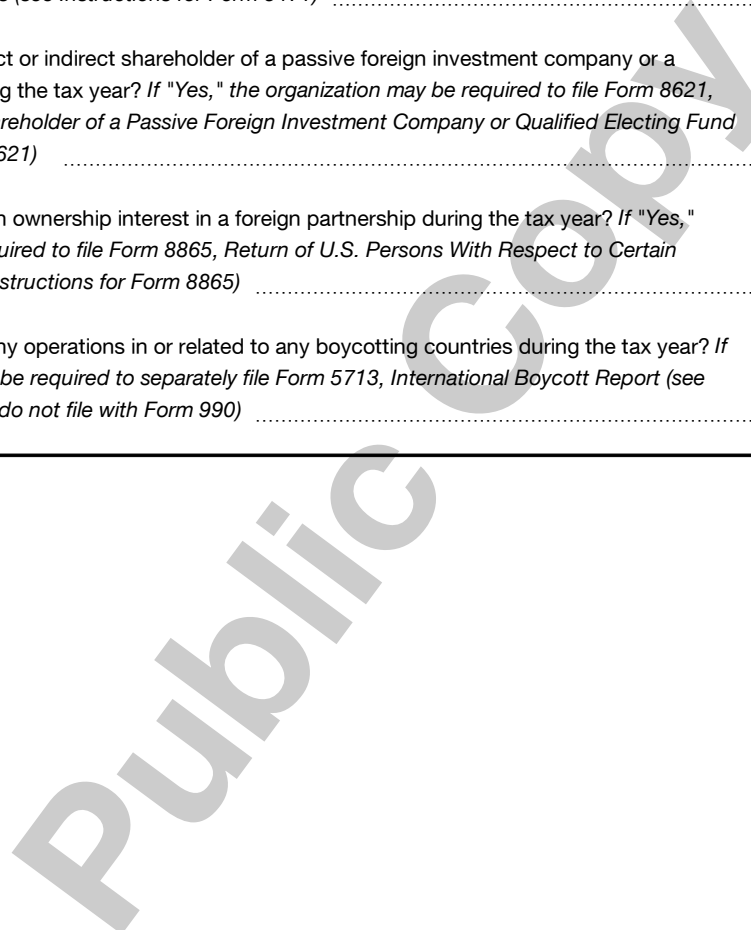 ct or indirect shareholder of a passive foreign investment company or a
g the tax year? If "Yes," the organization may be required to file Form 8621,
reholder of a Passive Foreign Investment Company or Qualified Electing Fund
621)
n ownership interest in a foreign partnership during the tax year? If "Yes,"
uired to file Form 8865, Return of U.S. Persons With Respect to Certain
structions for Form 8865)
ny operations in or related to any boycotting countries during the tax year? If
be required to separately file Form 5713, International Boycott Report (see
do not file with Form 990)
Public Copy